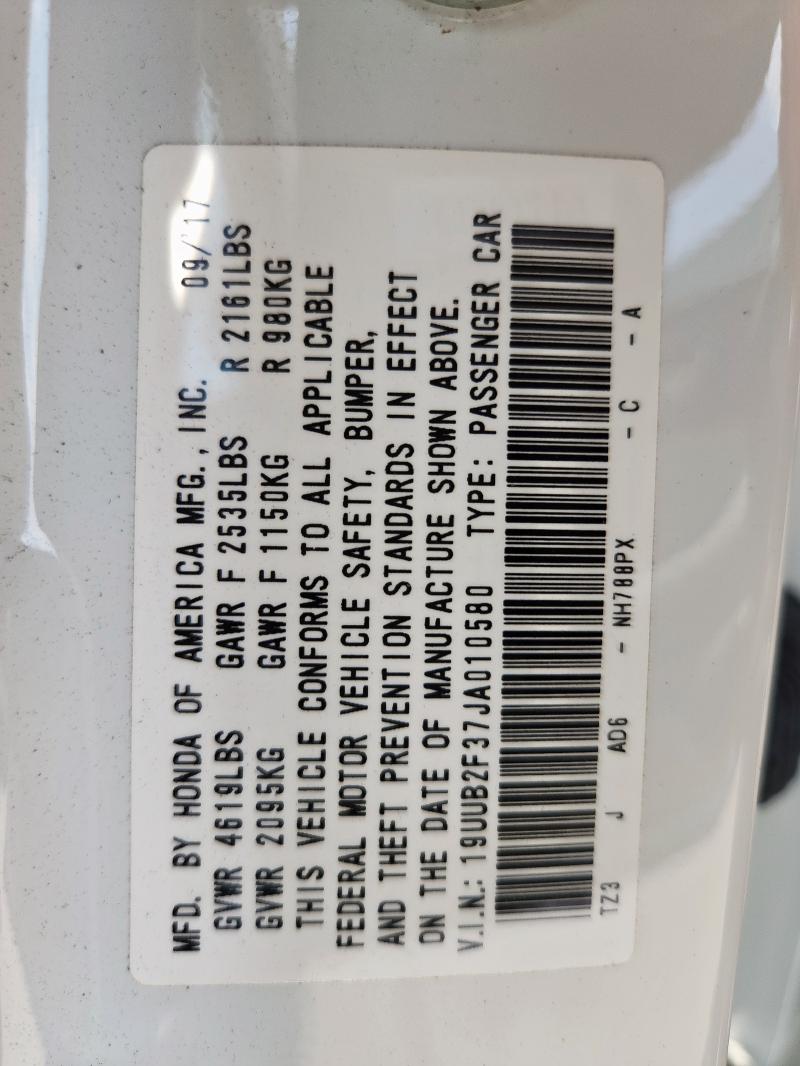 MFD. BY HONDA OF AMERICA MFG., INC. 09/'17
GVWR 4619LBS GAWR F 2535LBS R 2161LBS
GVWR 2095KG GAWR F 1150KG R 980KG
THIS VEHICLE CONFORMS TO ALL APPLICABLE
FEDERAL MOTOR VEHICLE SAFETY, BUMPER,
AND THEFT PREVENTION STANDARDS IN EFFECT
ON THE DATE OF MANUFACTURE SHOWN ABOVE.
V.I.N.: 19UUB2F37JA010580 TYPE: PASSENGER CAR
TZ3 J AD6 - NH788PX - C - A